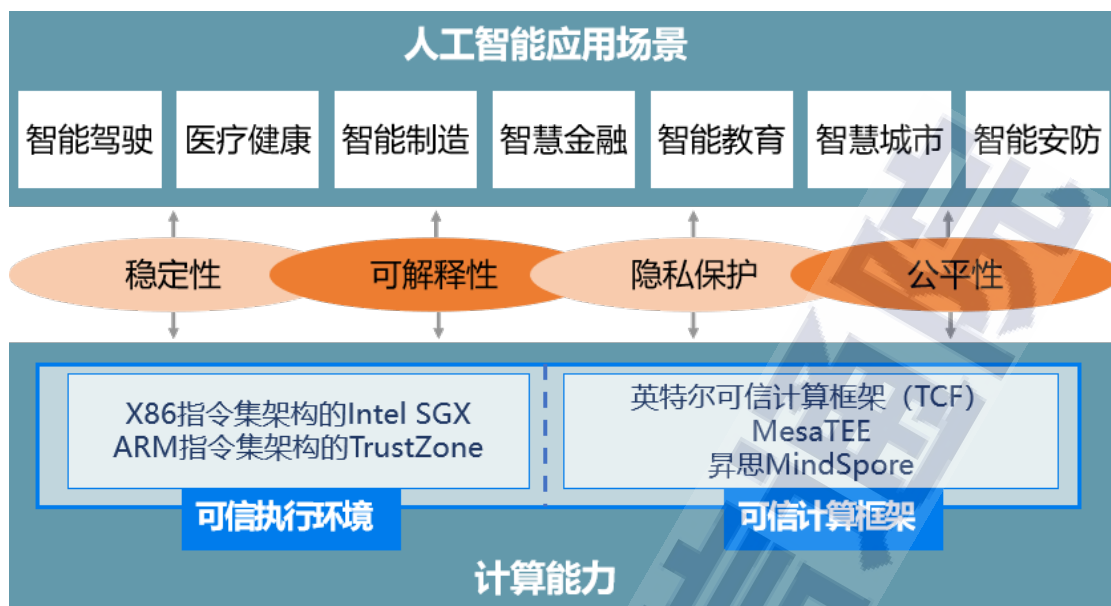 人工智能应用场景
智能驾驶
医疗健康
智能制造
智慧金融
智能教育
智慧城市
智能安防
稳定性
可解释性
隐私保护
公平性
X86指令集架构的Intel SGX
ARM指令集架构的TrustZone
可信执行环境
英特尔可信计算框架（TCF)
MesaTEE
昇思MindSpore
可信计算框架
计算能力